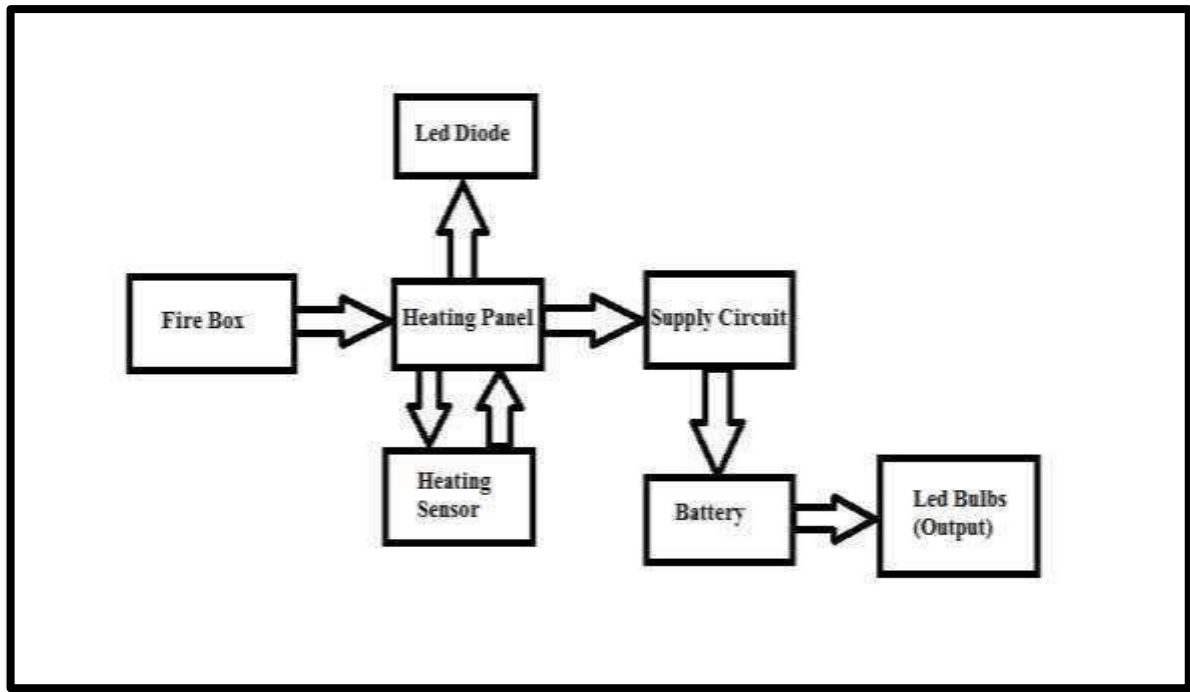 Led Diode
Fire Box
Heating Panel
Supply Circuit
Heating
Sensor
Battery
Led Bulbs
(Output)